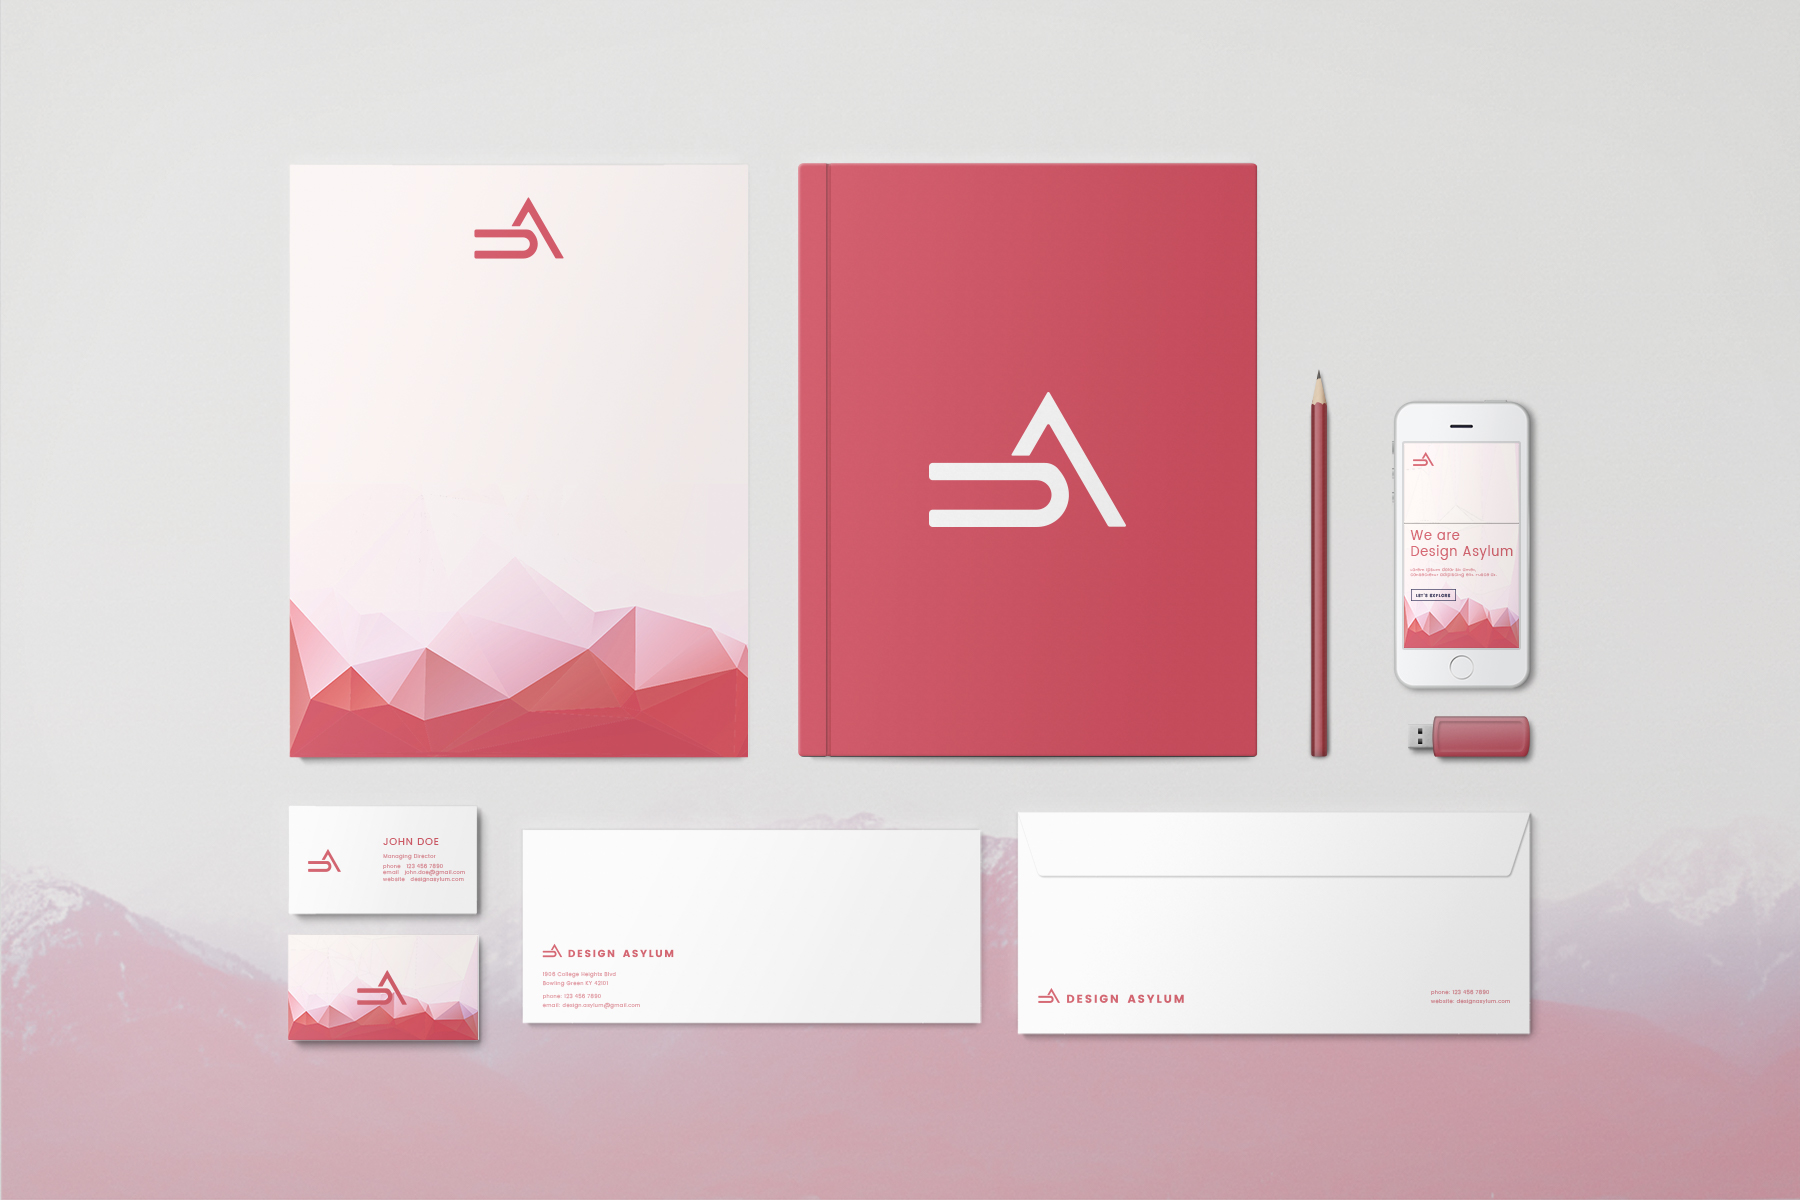 We are
Design Asylum
LET'S EXPLORE
JOHN DOE
Managing Director
phone 123 456 7890
email john.doe@gmail.com
website designasylum.com
DESIGN ASYLUM
1906 College Heights Blvd
Bowling Green KY 42101
phone: 123 456 7890
email: design.asylum@gmail.com
DESIGN ASYLUM
phone: 123 456 7890
website: designasylum.com